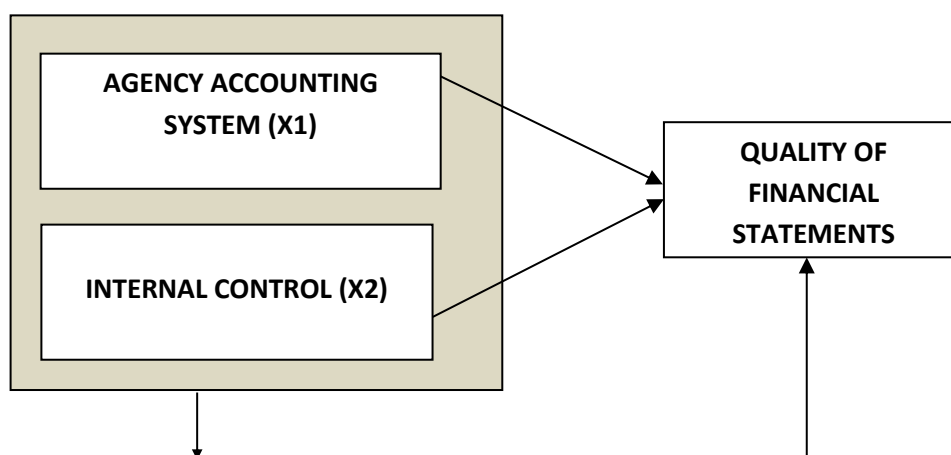 AGENCY ACCOUNTING
SYSTEM (X1)
INTERNAL CONTROL (X2)
QUALITY OF
FINANCIAL
STATEMENTS